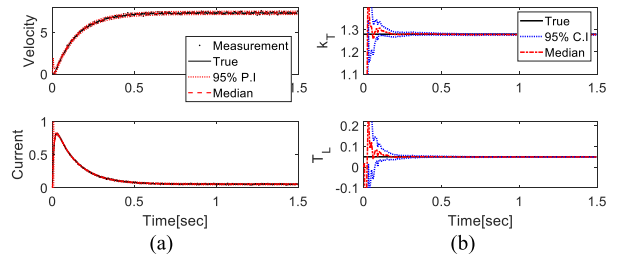 Velocity
5
0
0 0.5 1 1.5
Measurement
True
95% P.I
Median
k_T
1.3
1.2
1.1
0 0.5 1 1.5
True
95% C.I
Median
Current
1
0.5
0
0 0.5 1 1.5
Time[sec]
(a)
T_L
0.2
0.1
0
-0.1
0 0.5 1 1.5
Time[sec]
(b)